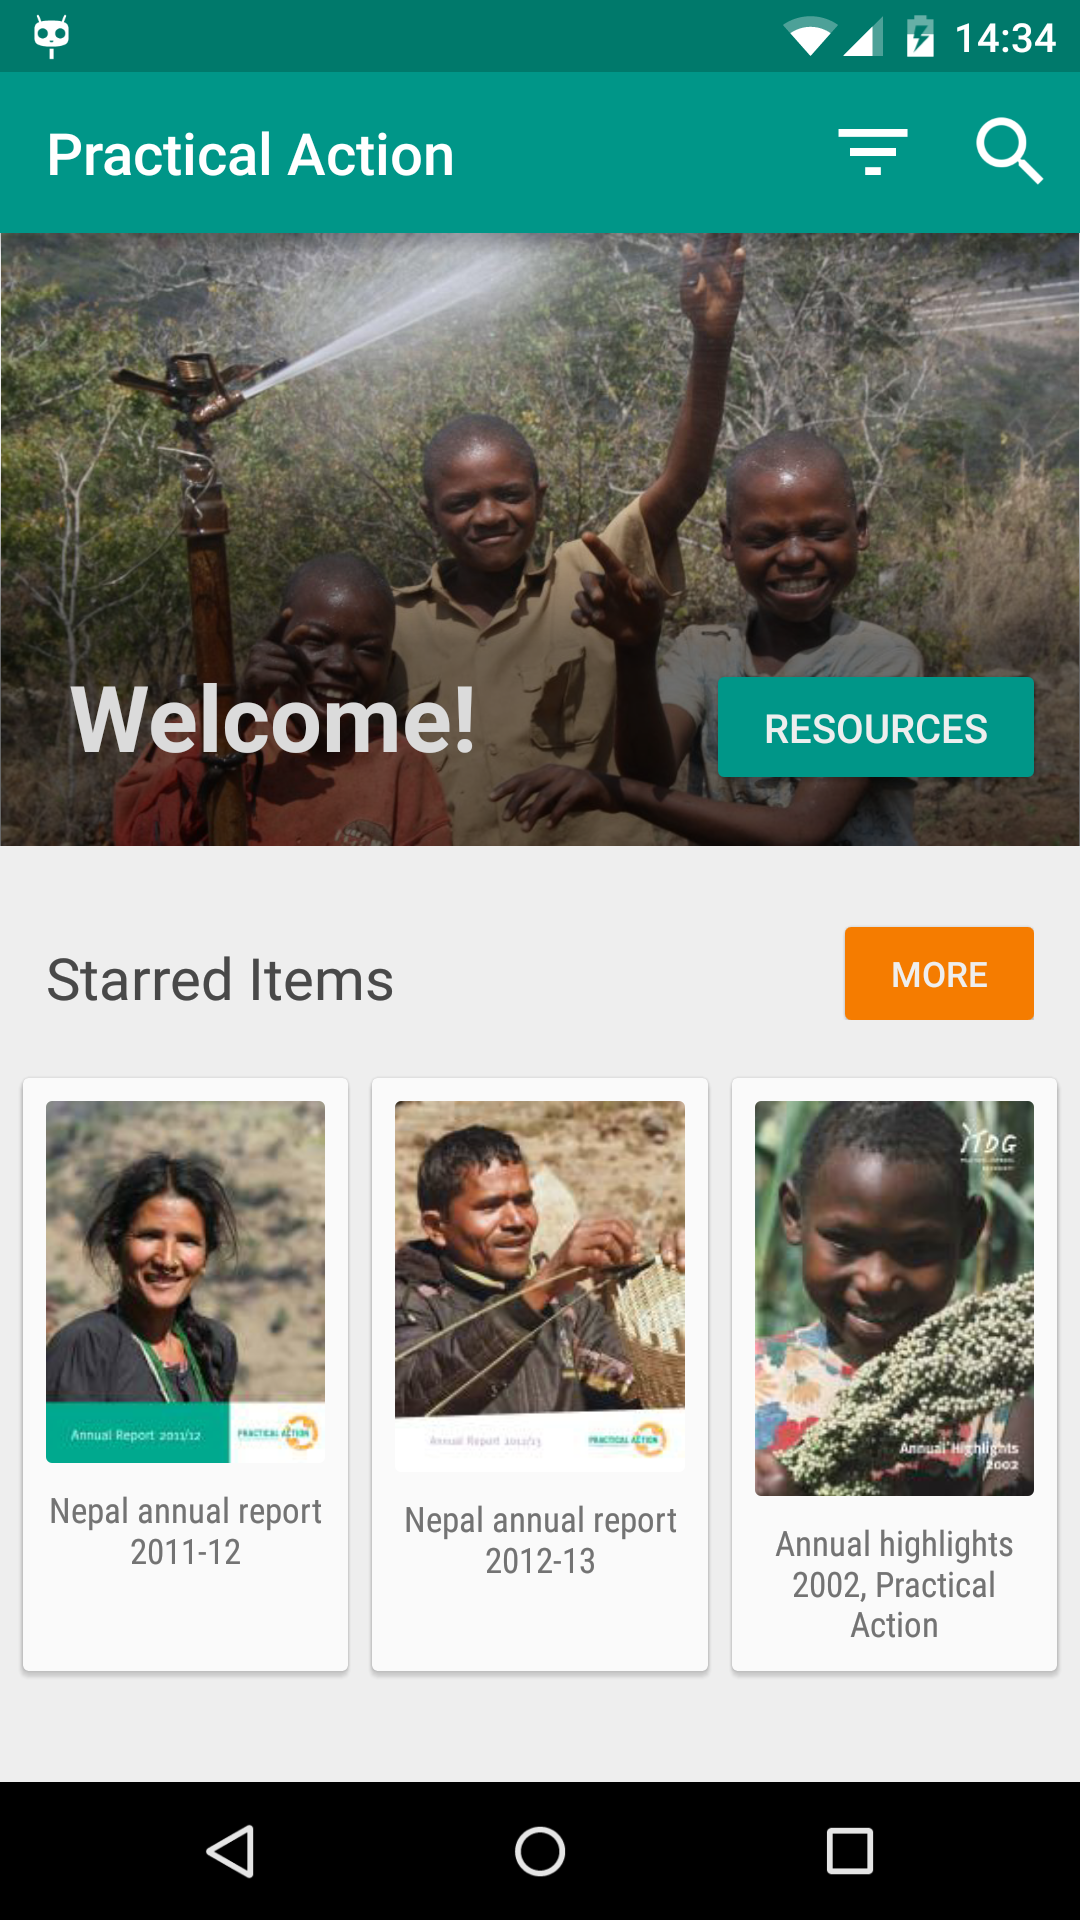 14:34
Practical Action
Welcome!
RESOURCES
Starred Items
MORE
Annual Report 2011/12
PRACTICAL ACTION
Nepal annual report
2011-12
Annual Report 2012/13
PRACTICAL ACTION
Nepal annual report
2012-13
ITDG
Annual Highlights
2002
Annual highlights
2002, Practical
Action